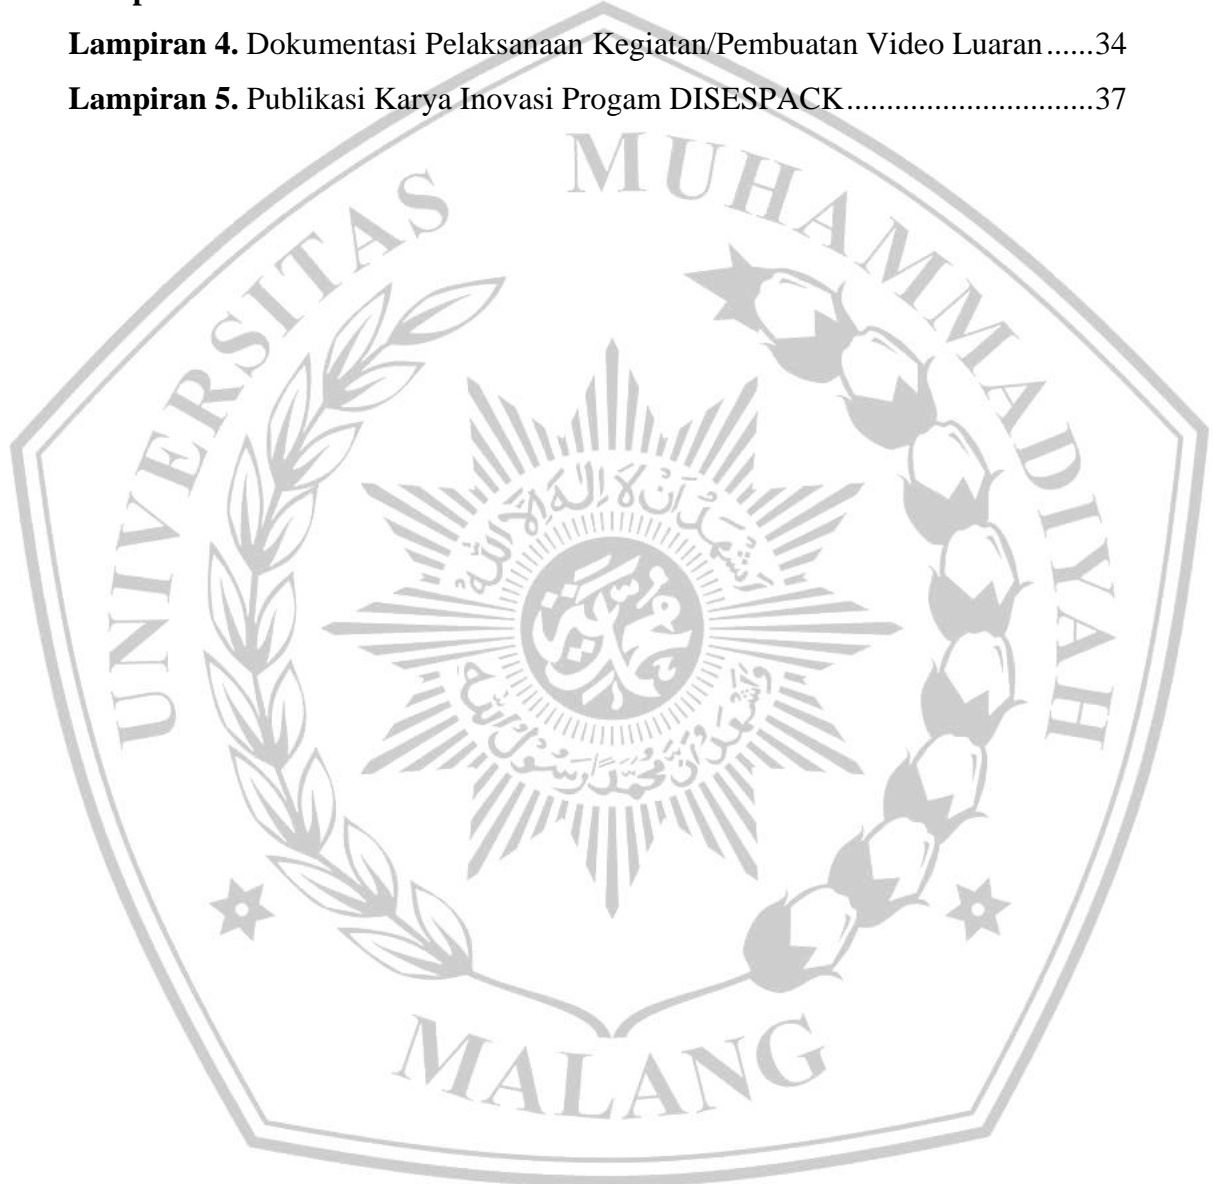 Lampiran 4. Dokumentasi Pelaksanaan Kegiatan/Pembuatan Video Luaran......34
Lampiran 5. Publikasi Karya Inovasi Progam DISESPACK...............................37
UNIVERSITAS MUHAMMADIYAH
MALANG